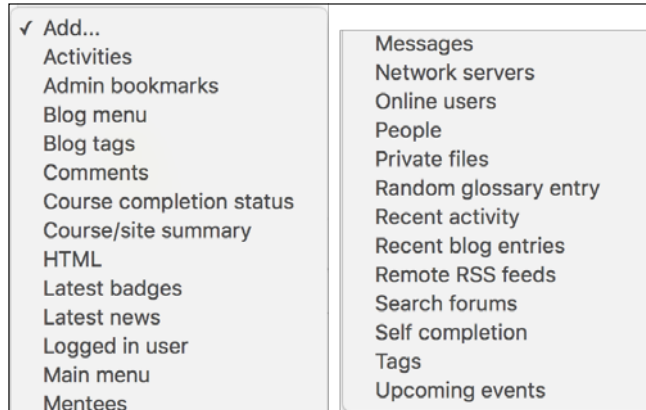 ✓ Add...
Activities
Admin bookmarks
Blog menu
Blog tags
Comments
Course completion status
Course/site summary
HTML
Latest badges
Latest news
Logged in user
Main menu
Mentees
Messages
Network servers
Online users
People
Private files
Random glossary entry
Recent activity
Recent blog entries
Remote RSS feeds
Search forums
Self completion
Tags
Upcoming events